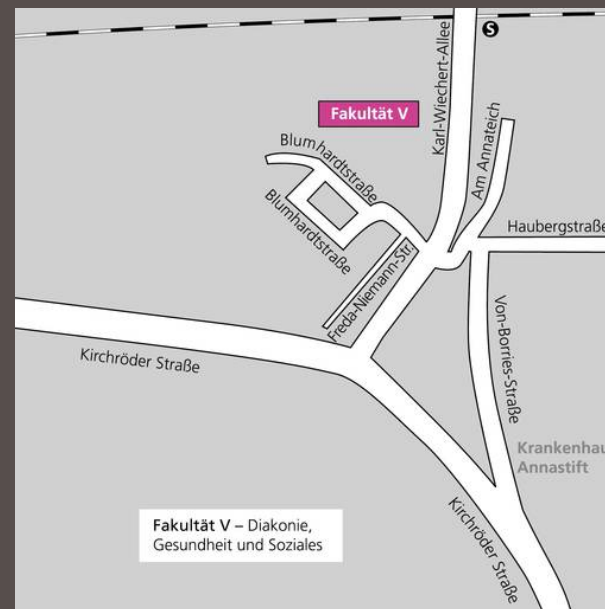 S
Karl-Wiechert-Allee
Fakultät V
Blumhardtstraße
Am Annateich
Blumhardtstraße
Haubergstraße
Freda-Niemann-Str.
Von-Borries-Straße
Kirchröder Straße
Krankenhau
Annastift
Kirchröder Straße
Fakultät V – Diakonie,
Gesundheit und Soziales